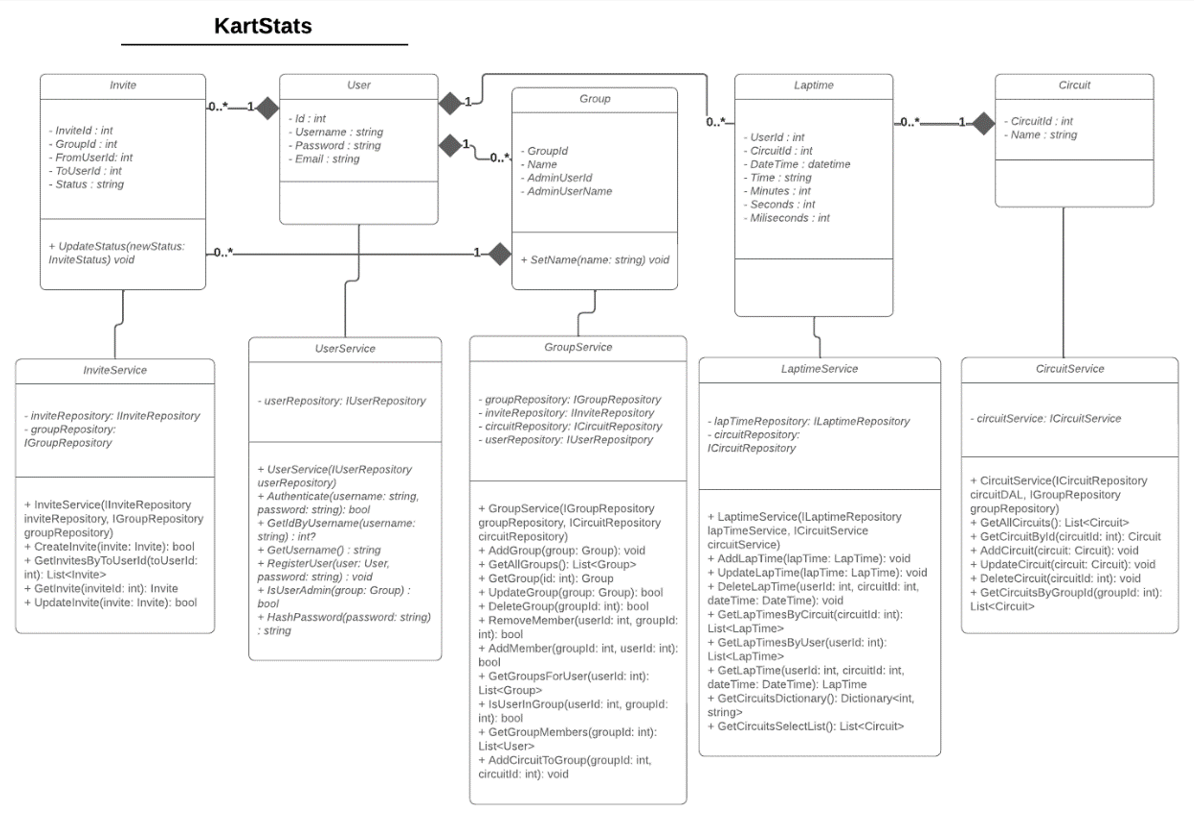 KartStats
Invite
- InviteId : int
- GroupId : int
- FromUserId: int
- ToUserId : int
- Status : string
+ UpdateStatus(newStatus:
InviteStatus) void
0..*
1
User
- Id : int
- Username : string
- Password : string
- Email : string
1
1
0..*
0..*
1
Group
- GroupId
- Name
- AdminUserId
- AdminUserName
+ SetName(name: string) void
0..*
Laptime
- UserId : int
- CircuitId : int
- DateTime : datetime
- Time : string
- Minutes : int
- Seconds : int
- Miliseconds : int
0..*
1
Circuit
- CircuitId : int
- Name : string
InviteService
- inviteRepository: IInviteRepository
- groupRepository:
IGroupRepository
+ InviteService(IInviteRepository
inviteRepository, IGroupRepository
groupRepository)
+ CreateInvite(invite: Invite): bool
+ GetInvitesByToUserId(toUserId:
int): List<Invite>
+ GetInvite(inviteId: int): Invite
+ UpdateInvite(invite: Invite): bool
UserService
- userRepository: IUserRepository
+ UserService(IUserRepository
userRepository)
+ Authenticate(username: string,
password: string): bool
+ GetIdByUsername(username:
string) : int?
+ GetUsername() : string
+ RegisterUser(user: User,
password: string) : void
+ IsUserAdmin(group: Group) :
bool
+ HashPassword(password: string)
: string
GroupService
- groupRepository: IGroupRepository
- inviteRepository: IInviteRepository
- circuitRepository: ICircuitRepository
- userRepository: IUserRepositpory
+ GroupService(IGroupRepository
groupRepository, ICircuitRepository
circuitRepository)
+ AddGroup(group: Group): void
+ GetAllGroups(): List<Group>
+ GetGroup(id: int): Group
+ UpdateGroup(group: Group): bool
+ DeleteGroup(groupId: int): bool
+ RemoveMember(userId: int, groupId:
int): bool
+ AddMember(groupId: int, userId: int):
bool
+ GetGroupsForUser(userId: int):
List<Group>
+ IsUserInGroup(userId: int, groupId:
int): bool
+ GetGroupMembers(groupId: int):
List<User>
+ AddCircuitToGroup(groupId: int,
circuitId: int): void
LaptimeService
- lapTimeRepository: ILaptimeRepository
- circuitRepository:
ICircuitRepository
+ LaptimeService(ILaptimeRepository
lapTimeService, ICircuitService
circuitService)
+ AddLapTime(lapTime: LapTime): void
+ UpdateLapTime(lapTime: LapTime): void
+ DeleteLapTime(userId: int, circuitId: int,
dateTime: DateTime): void
+ GetLapTimesByCircuit(circuitId: int):
List<LapTime>
+ GetLapTimesByUser(userId: int):
List<LapTime>
+ GetLapTime(userId: int, circuitId: int,
dateTime: DateTime): LapTime
+ GetCircuitsDictionary(): Dictionary<int,
string>
+ GetCircuitsSelectList(): List<Circuit>
CircuitService
- circuitService: ICircuitService
+ CircuitService(ICircuitRepository
circuitDAL, IGroupRepository
groupRepository)
+ GetAllCircuits(): List<Circuit>
+ GetCircuitById(circuitId: int): Circuit
+ AddCircuit(circuit: Circuit): void
+ UpdateCircuit(circuit: Circuit): void
+ DeleteCircuit(circuitId: int): void
+ GetCircuitsByGroupId(groupId: int):
List<Circuit>